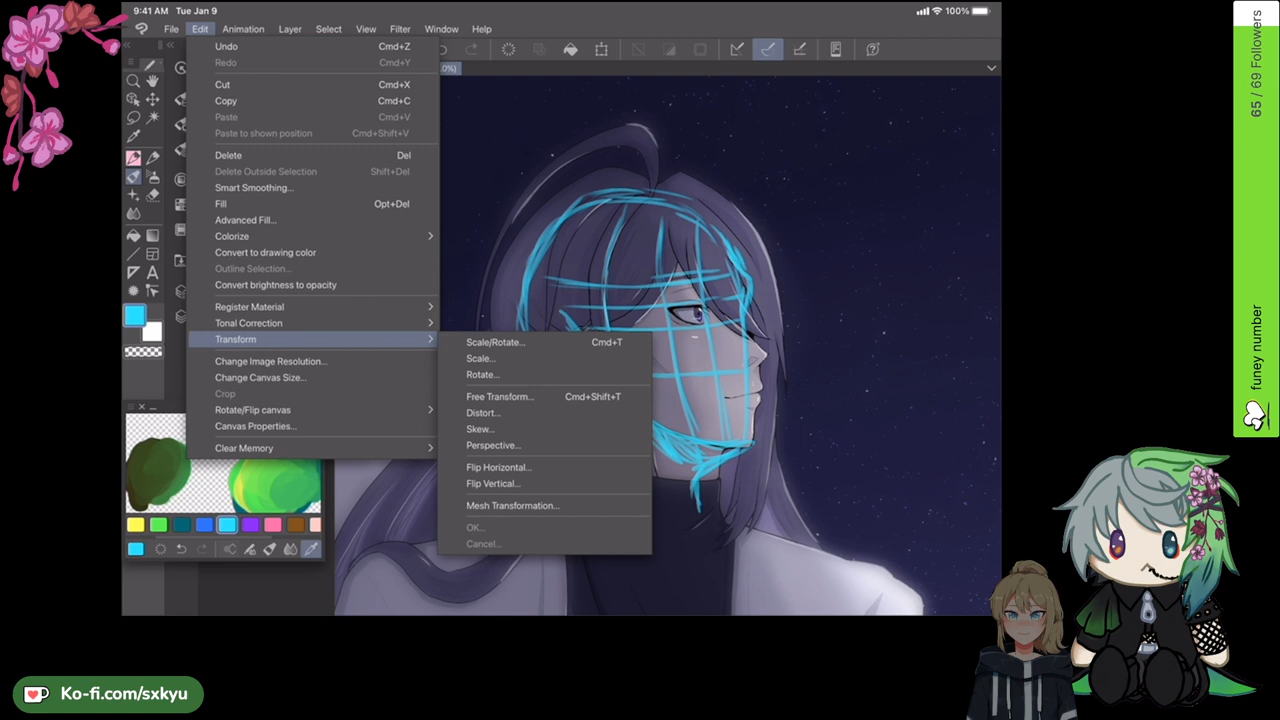 9:41 AM Tue Jan 9
100%
File Edit Animation Layer Select View Filter Window Help
Undo Cmd+Z
Redo Cmd+Y
Cut Cmd+X
Copy Cmd+C
Paste Cmd+V
Paste to shown position Cmd+Shift+V
Delete Del
Delete Outside Selection Shift+Del
Smart Smoothing...
Fill Opt+Del
Advanced Fill...
Colorize
Convert to drawing color
Outline Selection...
Convert brightness to opacity
Register Material
Tonal Correction
Transform
Change Image Resolution...
Change Canvas Size...
Crop
Rotate/Flip canvas
Canvas Properties...
Clear Memory
Scale/Rotate... Cmd+T
Scale...
Rotate...
Free Transform... Cmd+Shift+T
Distort...
Skew...
Perspective...
Flip Horizontal...
Flip Vertical...
Mesh Transformation...
OK...
Cancel...
.0%)
65 / 69 Followers
funey number
Ko-fi.com/sxkyu